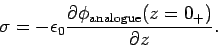 σ = −ϵ₀ ∂ϕ_analogue(z = 0₊) / ∂z .